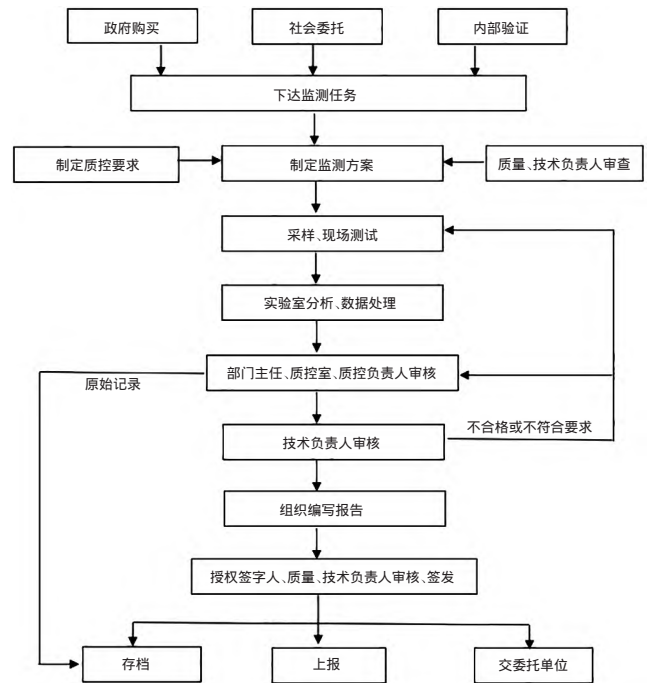 政府购买
社会委托
内部验证
下达监测任务
制定质控要求
制定监测方案
质量、技术负责人审查
采样、现场测试
实验室分析、数据处理
部门主任、质控室、质控负责人审核
原始记录
技术负责人审核
不合格或不符合要求
组织编写报告
授权签字人、质量、技术负责人审核、签发
存档
上报
交委托单位